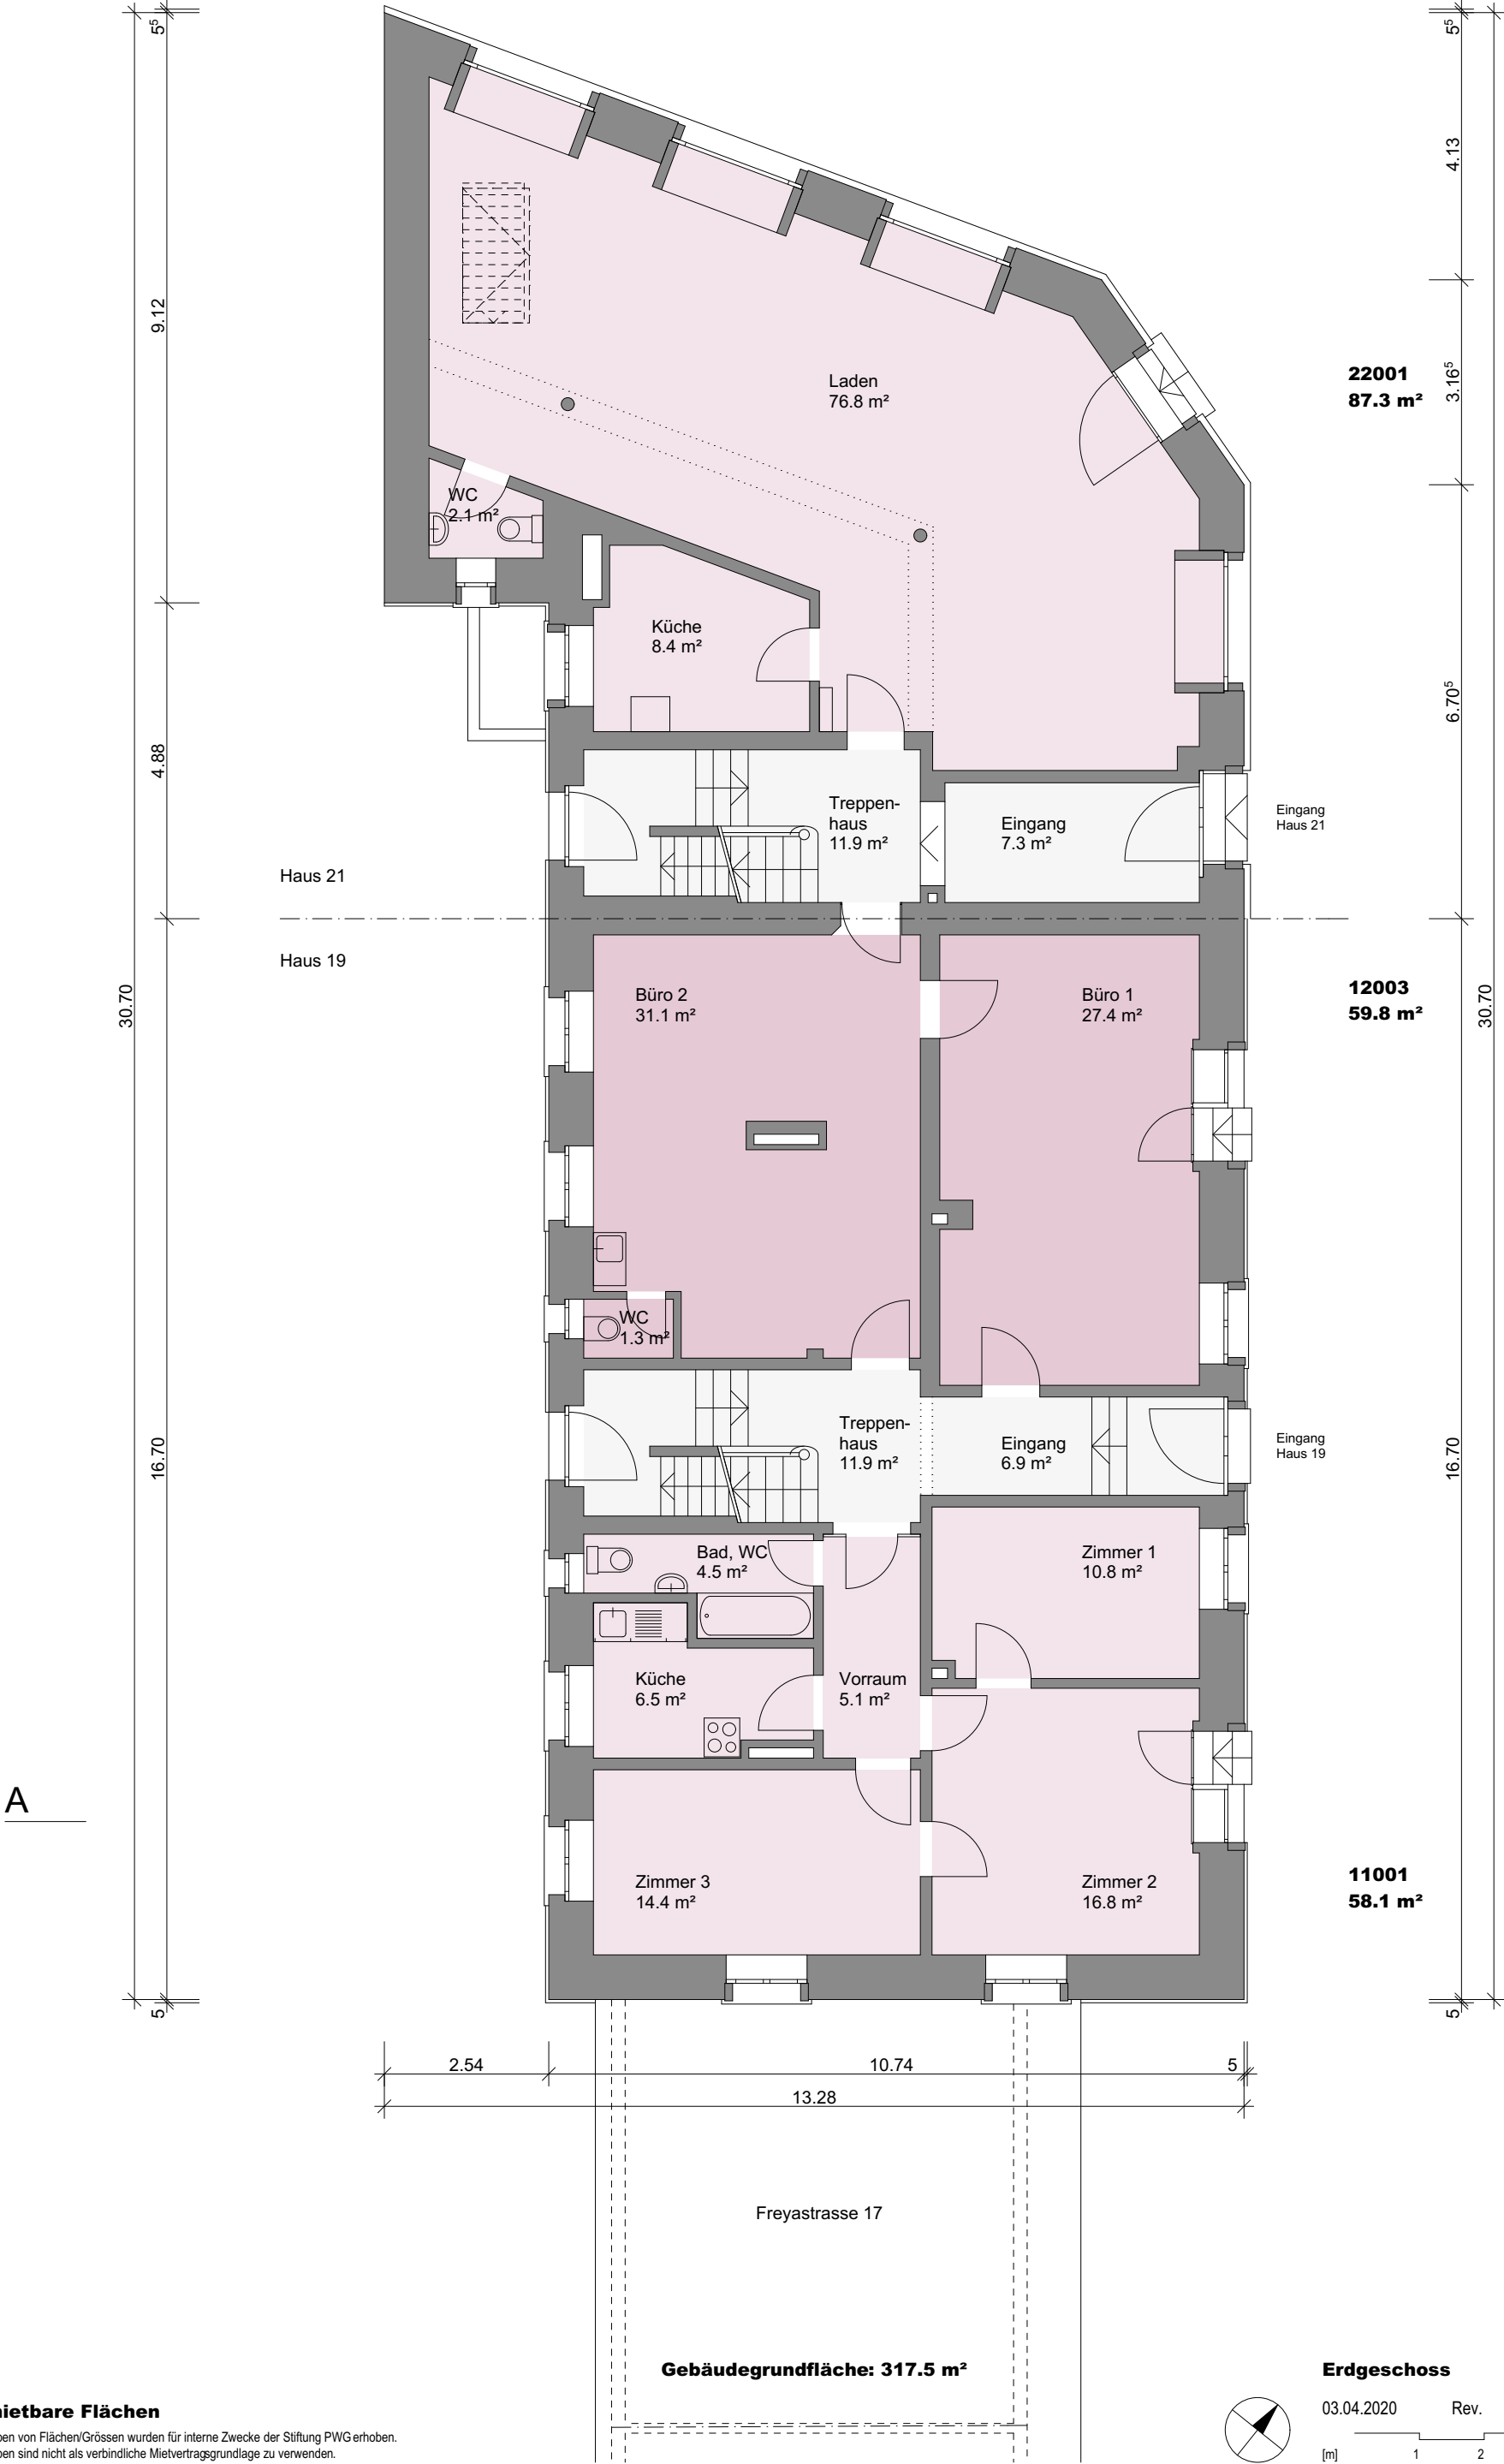 5⁵
5⁵
4.13
9.12
Laden
76.8 m²
22001
87.3 m²
3.16⁵
WC
2.1 m²
Küche
8.4 m²
6.70⁵
4.88
Treppen-
haus
11.9 m²
Eingang
7.3 m²
Eingang
Haus 21
Haus 21
Haus 19
30.70
Büro 2
31.1 m²
Büro 1
27.4 m²
12003
59.8 m²
30.70
WC
1.3 m²
16.70
Treppen-
haus
11.9 m²
Eingang
6.9 m²
Eingang
Haus 19
16.70
Bad, WC
4.5 m²
Zimmer 1
10.8 m²
Küche
6.5 m²
Vorraum
5.1 m²
A
Zimmer 3
14.4 m²
Zimmer 2
16.8 m²
11001
58.1 m²
5
5
2.54
10.74
5
13.28
Freyastrasse 17
Gebäudegrundfläche: 317.5 m²
Erdgeschoss
03.04.2020 Rev.
[m] 1 2
nietbare Flächen
ben von Flächen/Grössen wurden für interne Zwecke der Stiftung PWG erhoben.
ben sind nicht als verbindliche Mietvertragsgrundlage zu verwenden.